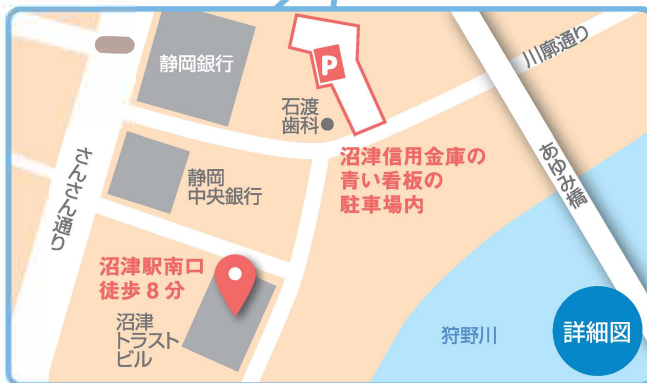 静岡銀行
P
川廓通り
石渡
歯科
沼津信用金庫の
青い看板の
駐車場内
さんさん通り
静岡
中央銀行
あゆみ橋
沼津駅南口
徒歩8分
沼津
トラスト
ビル
狩野川
詳細図